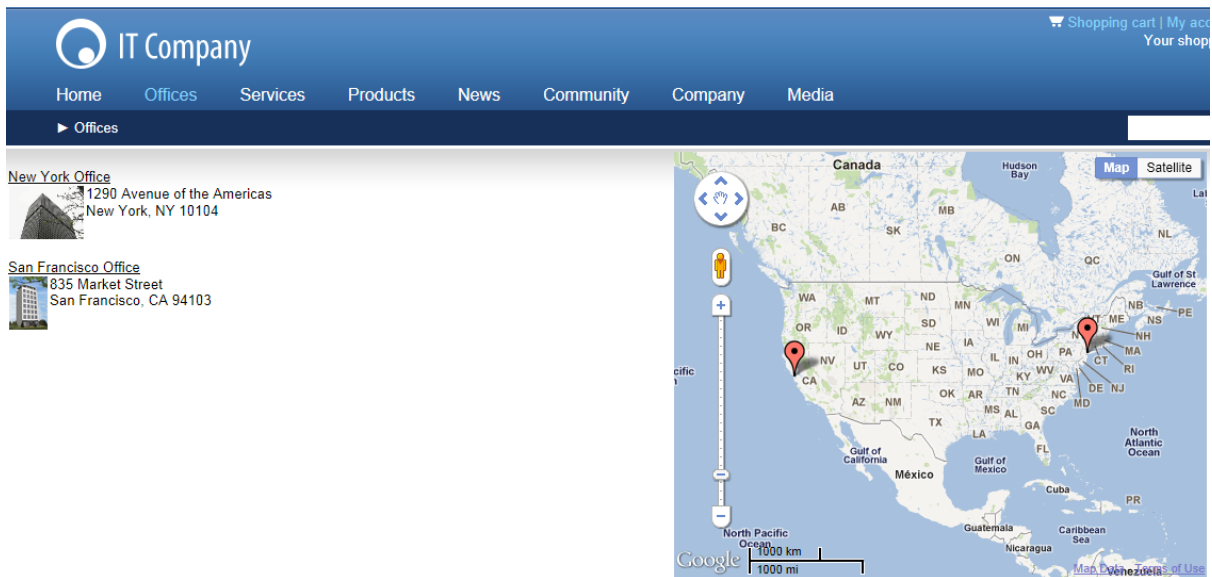 Shopping cart | My acc
Your shopp
IT Company
Home Offices Services Products News Community Company Media
► Offices
New York Office
1290 Avenue of the Americas
New York, NY 10104
San Francisco Office
835 Market Street
San Francisco, CA 94103
Map Satellite
Canada
Hudson
Bay
AB
MB
BC
SK
NL
ON
QC
Gulf of St
Lawrence
WA
MT
ND
MN
NB
PE
VT
ME
NS
OR
ID
SD
WI
MI
NH
WY
NE
IA
IL
IN
OH
PA
CT
MA
RI
NV
UT
CO
KS
MO
KY
WV
VA
CA
DE
NJ
MD
AZ
NM
OK
AR
TN
NC
MS
AL
SC
TX
LA
GA
FL
North
Atlantic
Ocean
Gulf of
California
Gulf of
Mexico
México
Cuba
PR
Guatemala
Caribbean
Sea
Nicaragua
North Pacific
Ocean
Google
1000 km
1000 mi
Map Data
Terms of Use
Venezuela